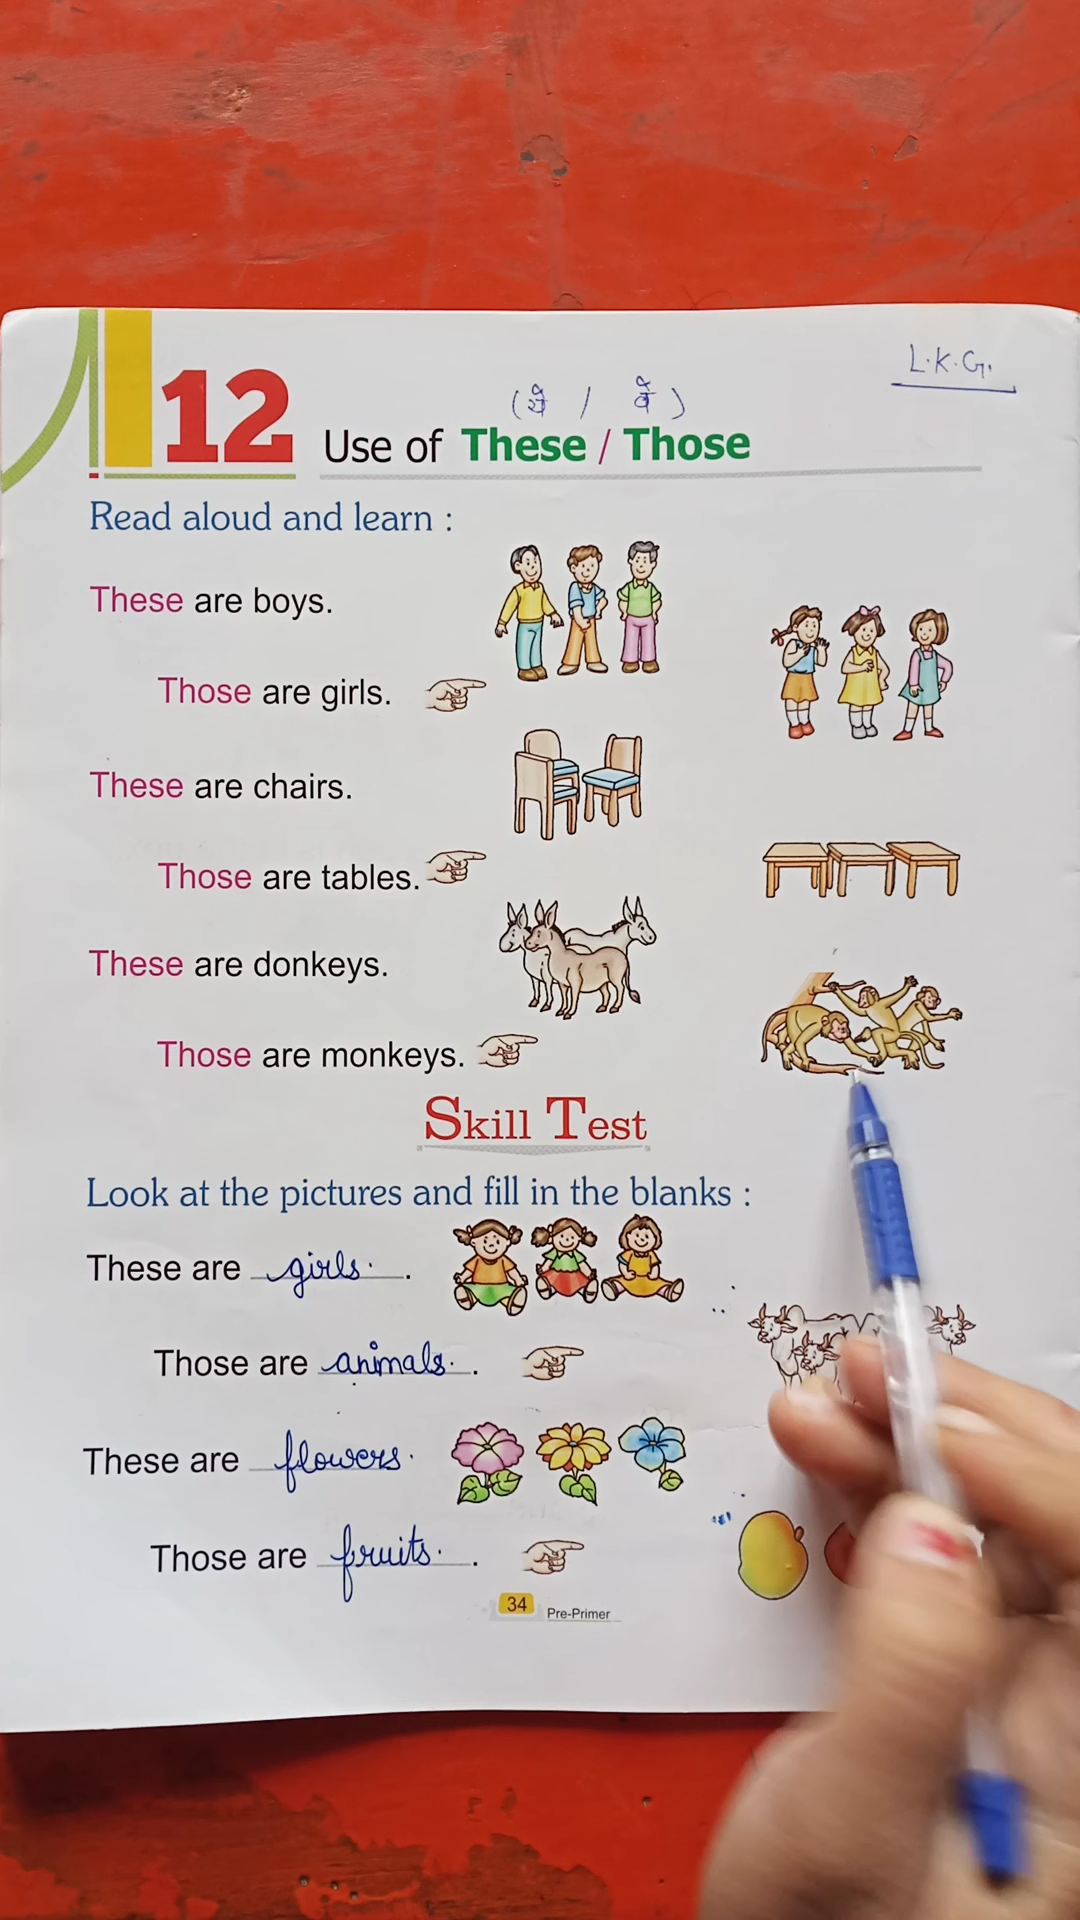 L.K.G.
12
(ये / वे)
Use of These / Those
Read aloud and learn :
These are boys.
Those are girls.
These are chairs.
Those are tables.
These are donkeys.
Those are monkeys.
Skill Test
Look at the pictures and fill in the blanks :
These are girls.
Those are animals.
These are flowers.
Those are fruits.
34 Pre-Primer